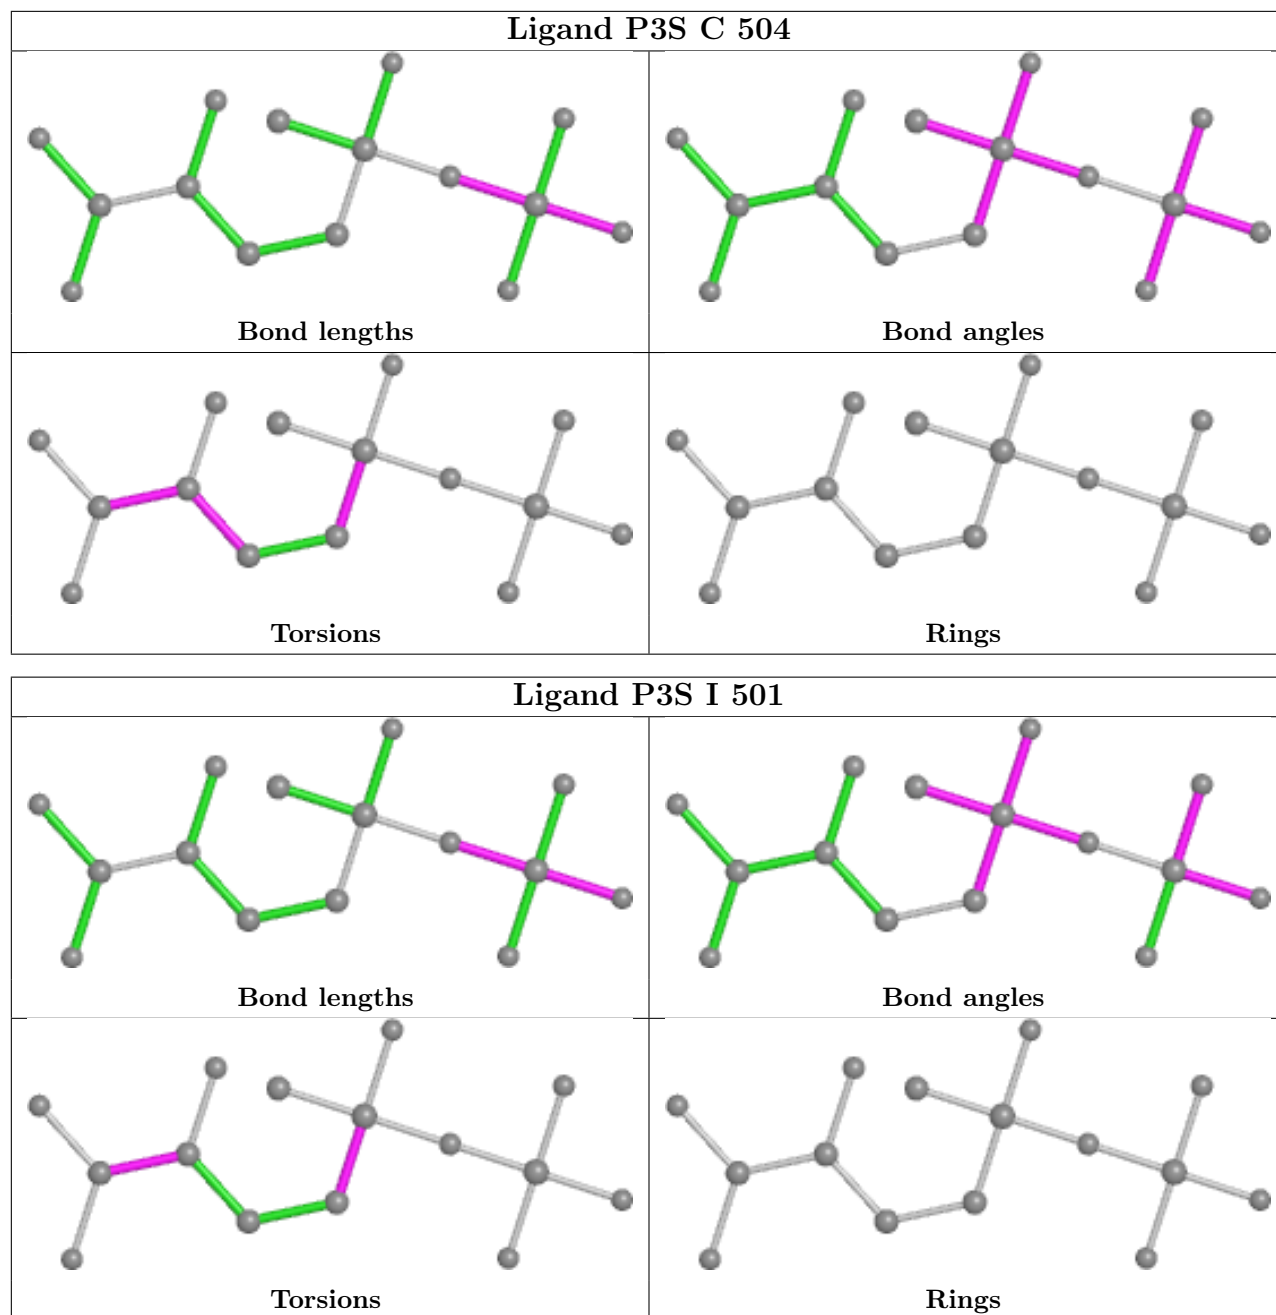 Ligand P3S C 504
Bond lengths
Bond angles
Torsions
Rings
Ligand P3S I 501
Bond lengths
Bond angles
Torsions
Rings